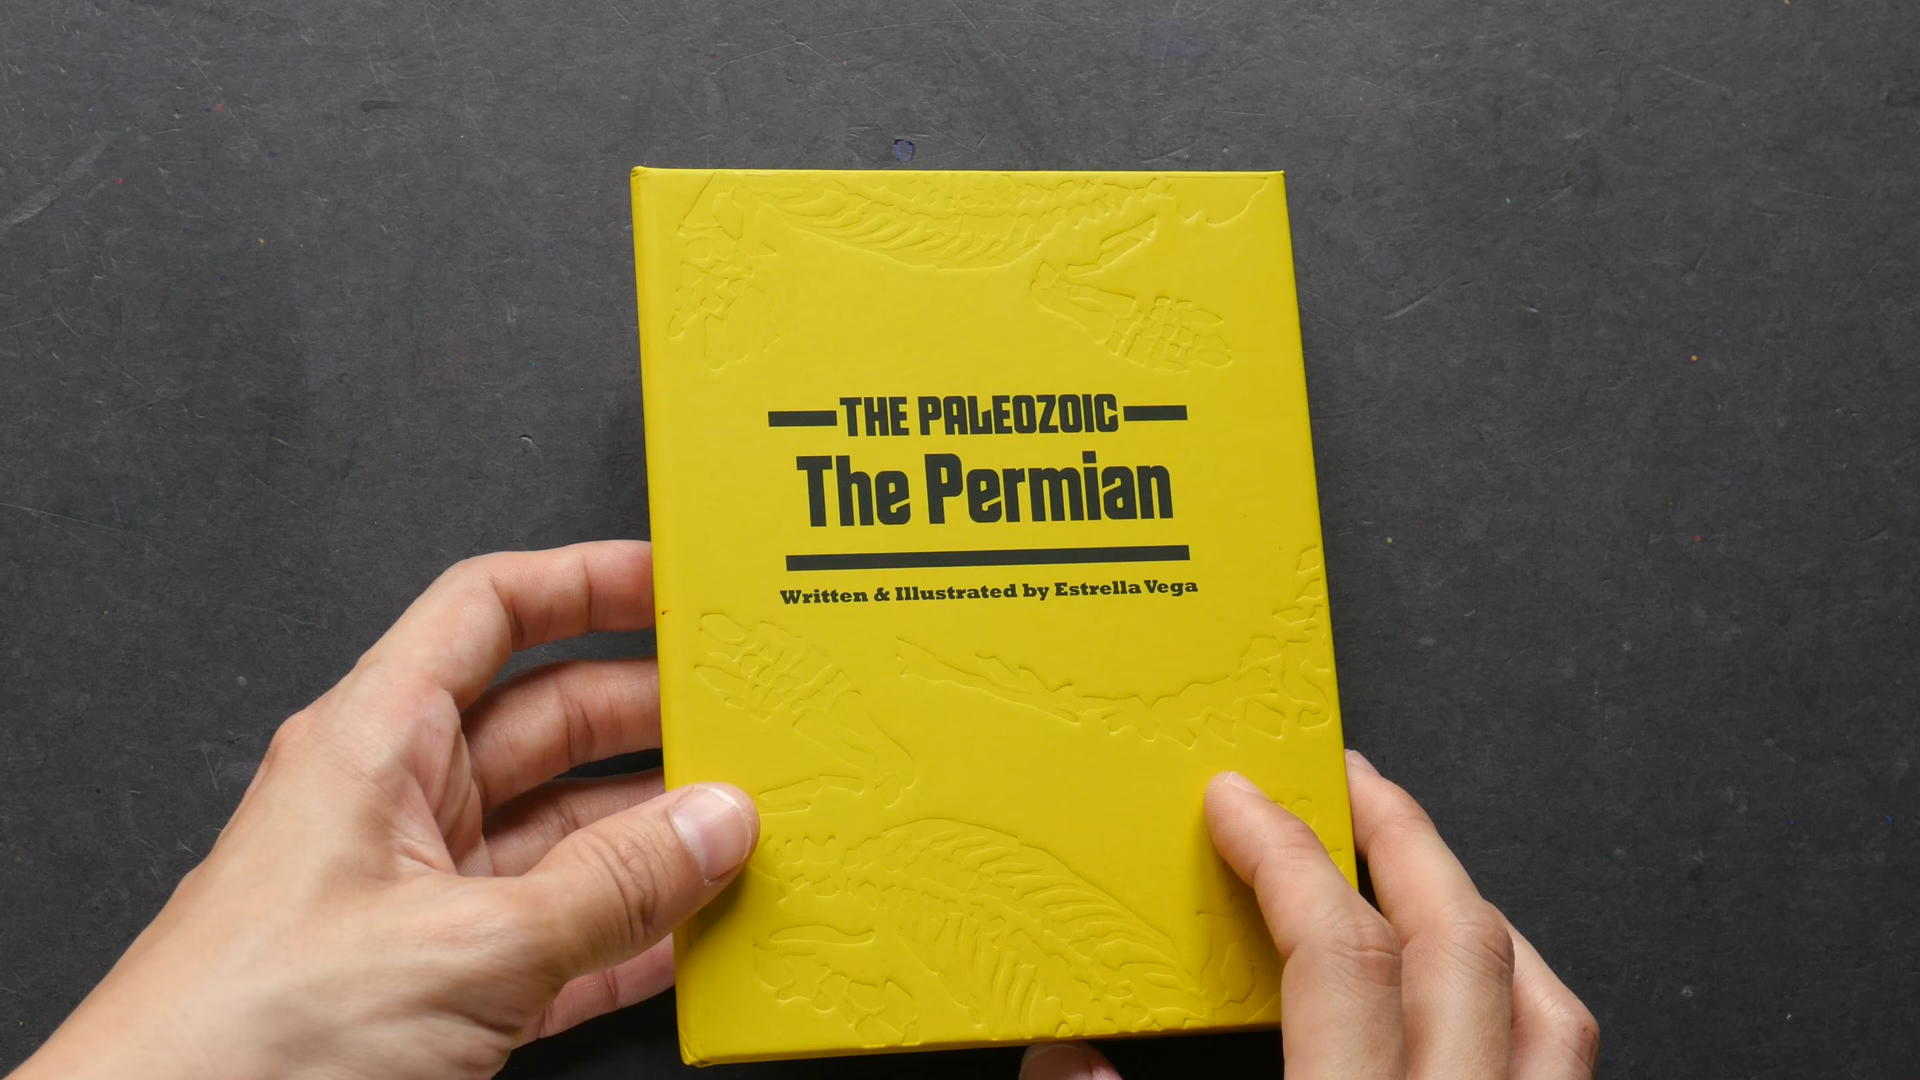 THE PALEOZOIC
The Permian
Written & Illustrated by Estrella Vega